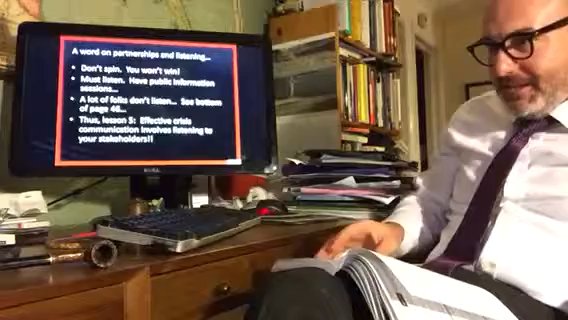 A word on partnerships and listening...
• Don't spin. You won't win!
• Must listen. Have public information
sessions...
• A lot of folks don't listen... See bottom
of page 48...
• Thus, lesson 5: Effective crisis
communication involves listening to
your stakeholders!!
DELL